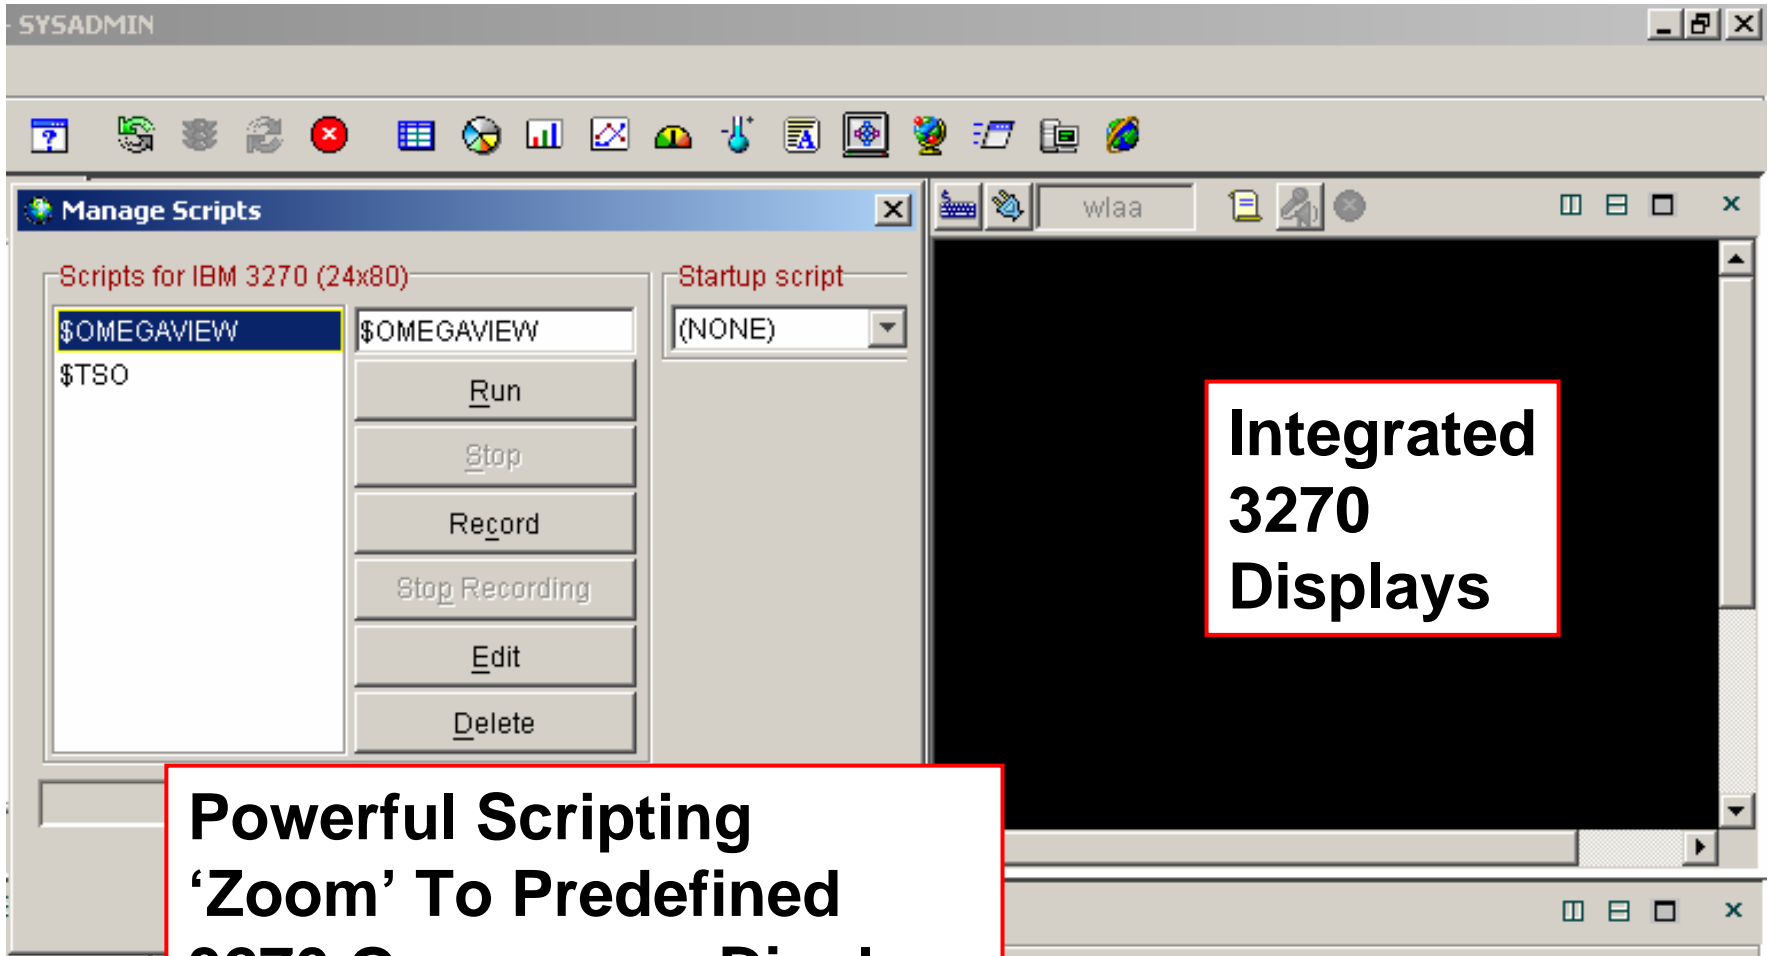 - SYSADMIN
Manage Scripts
wlaa
Scripts for IBM 3270 (24x80)
Startup script
$OMEGAVIEW
$OMEGAVIEW
(NONE)
$TSO
Run
Stop
Record
Stop Recording
Edit
Delete
Integrated
3270
Displays
Powerful Scripting
‘Zoom’ To Predefined